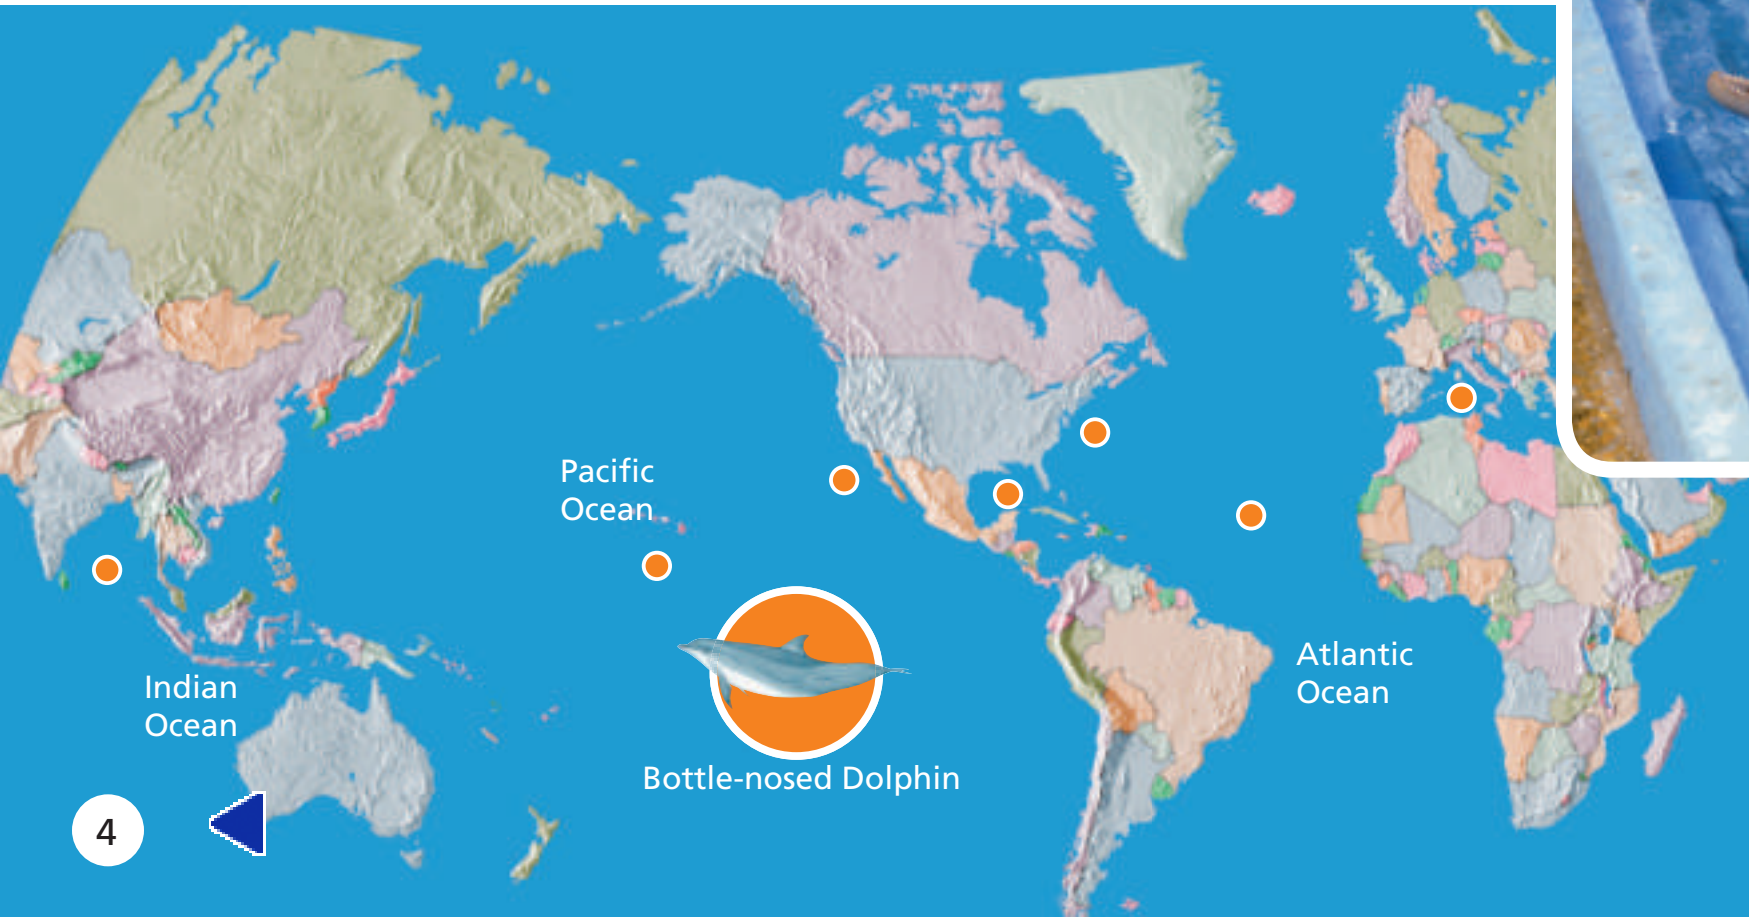 Pacific
Ocean
Atlantic
Ocean
Indian
Ocean
Bottle-nosed Dolphin
4